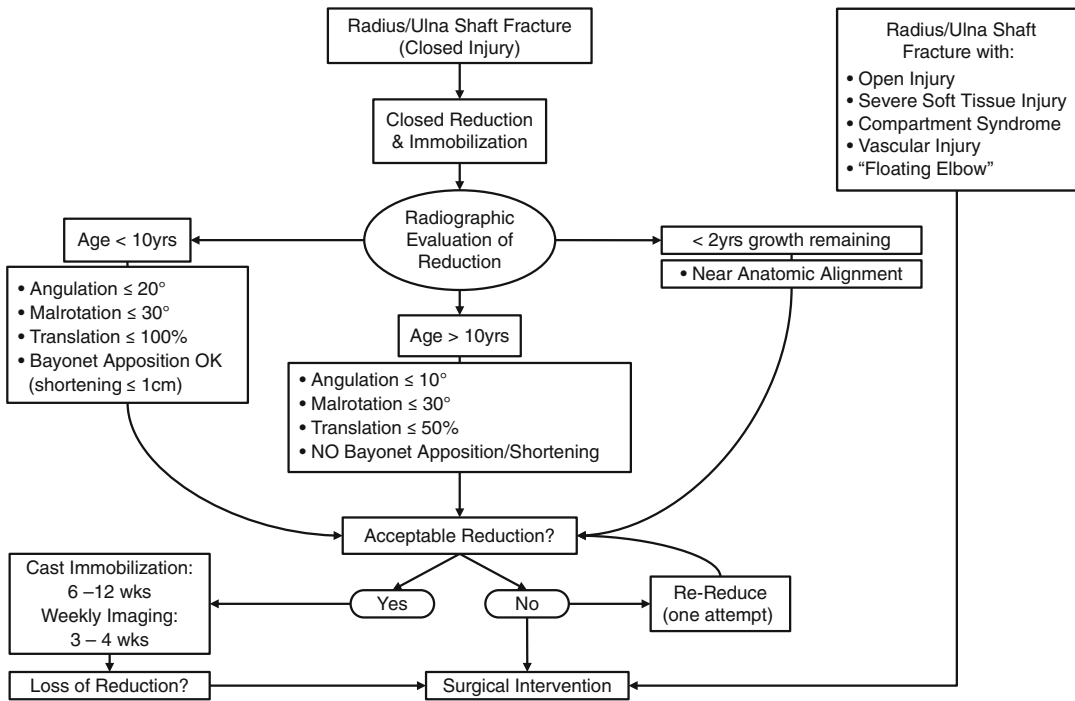 Radius/Ulna Shaft Fracture
(Closed Injury)
Radius/Ulna Shaft
Fracture with:
• Open Injury
• Severe Soft Tissue Injury
• Compartment Syndrome
• Vascular Injury
• “Floating Elbow”
Closed Reduction
& Immobilization
Radiographic
Evaluation of
Reduction
Age < 10yrs
• Angulation ≤ 20°
• Malrotation ≤ 30°
• Translation ≤ 100%
• Bayonet Apposition OK
(shortening ≤ 1cm)
Age > 10yrs
• Angulation ≤ 10°
• Malrotation ≤ 30°
• Translation ≤ 50%
• NO Bayonet Apposition/Shortening
< 2yrs growth remaining
• Near Anatomic Alignment
Acceptable Reduction?
Yes
No
Re-Reduce
(one attempt)
Cast Immobilization:
6 –12 wks
Weekly Imaging:
3 – 4 wks
Loss of Reduction?
Surgical Intervention